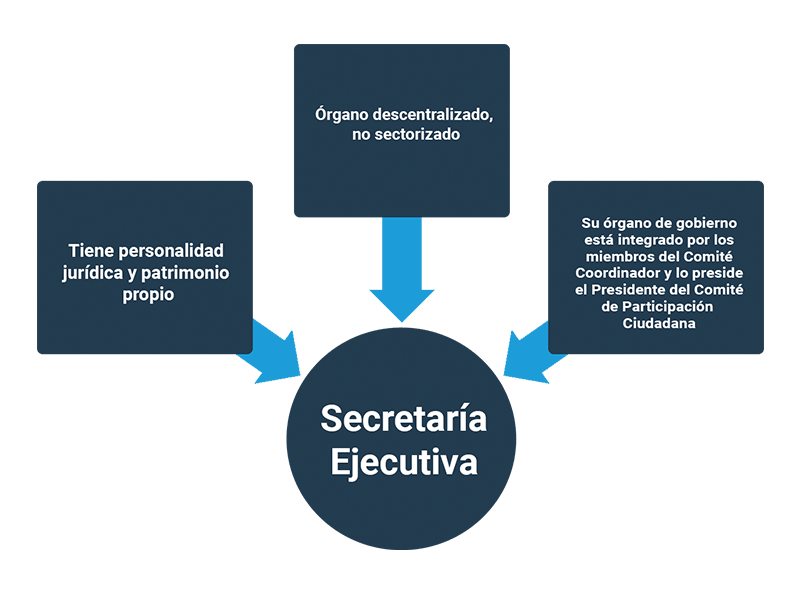 Órgano descentralizado,
no sectorizado
Tiene personalidad
jurídica y patrimonio
propio
Su órgano de gobierno
está integrado por los
miembros del Comité
Coordinador y lo preside
el Presidente del Comité
de Participación
Ciudadana
Secretaría
Ejecutiva